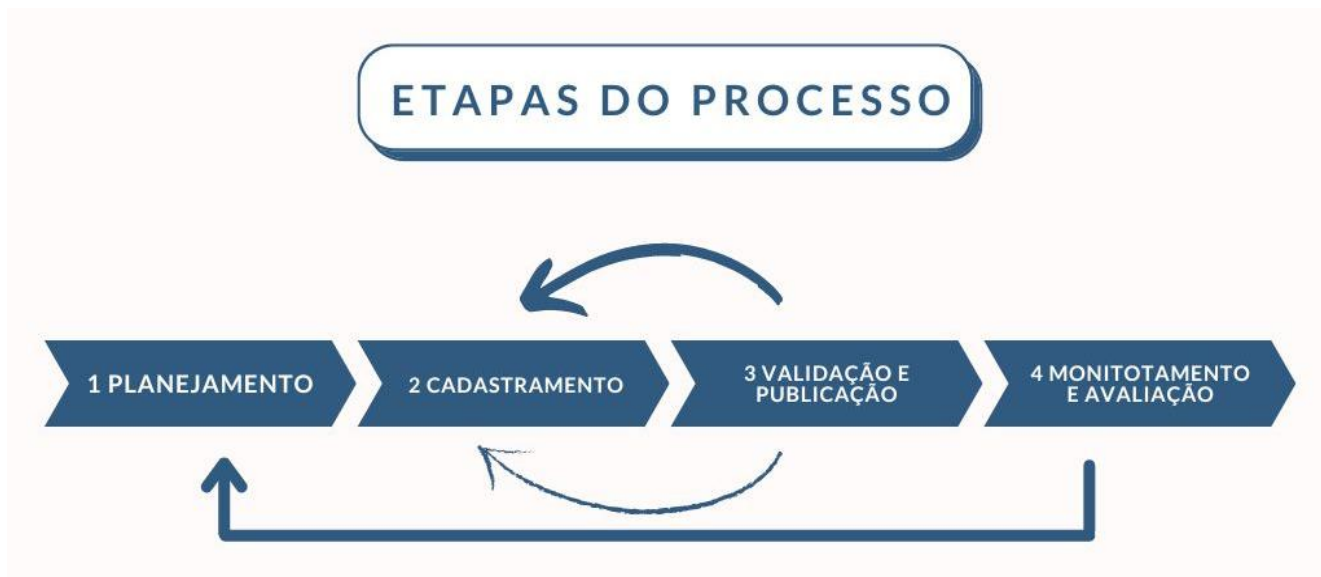 ETAPAS DO PROCESSO
1 PLANEJAMENTO
2 CADASTRAMENTO
3 VALIDAÇÃO E
PUBLICAÇÃO
4 MONITOTAMENTO
E AVALIAÇÃO